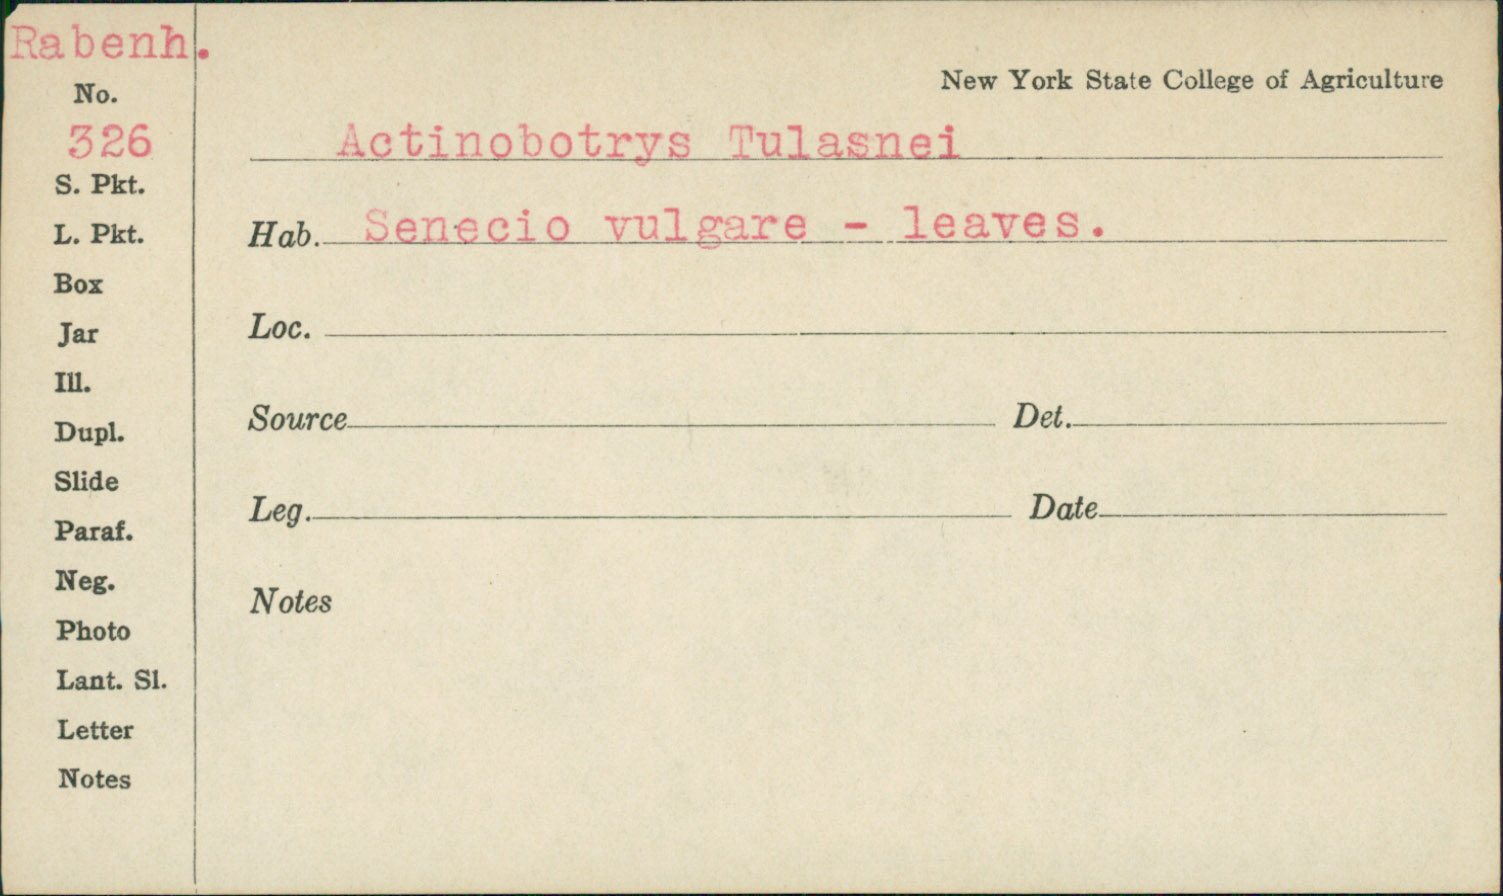 Rabenh.
No.
326
S. Pkt.
L. Pkt.
Box
Jar
Ill.
Dupl.
Slide
Paraf.
Neg.
Photo
Lant. Sl.
Letter
Notes
New York State College of Agriculture
Actinobotrys Tulasnei
Hab. Senecio vulgare - leaves.
Loc.
Source Det.
Leg. Date
Notes